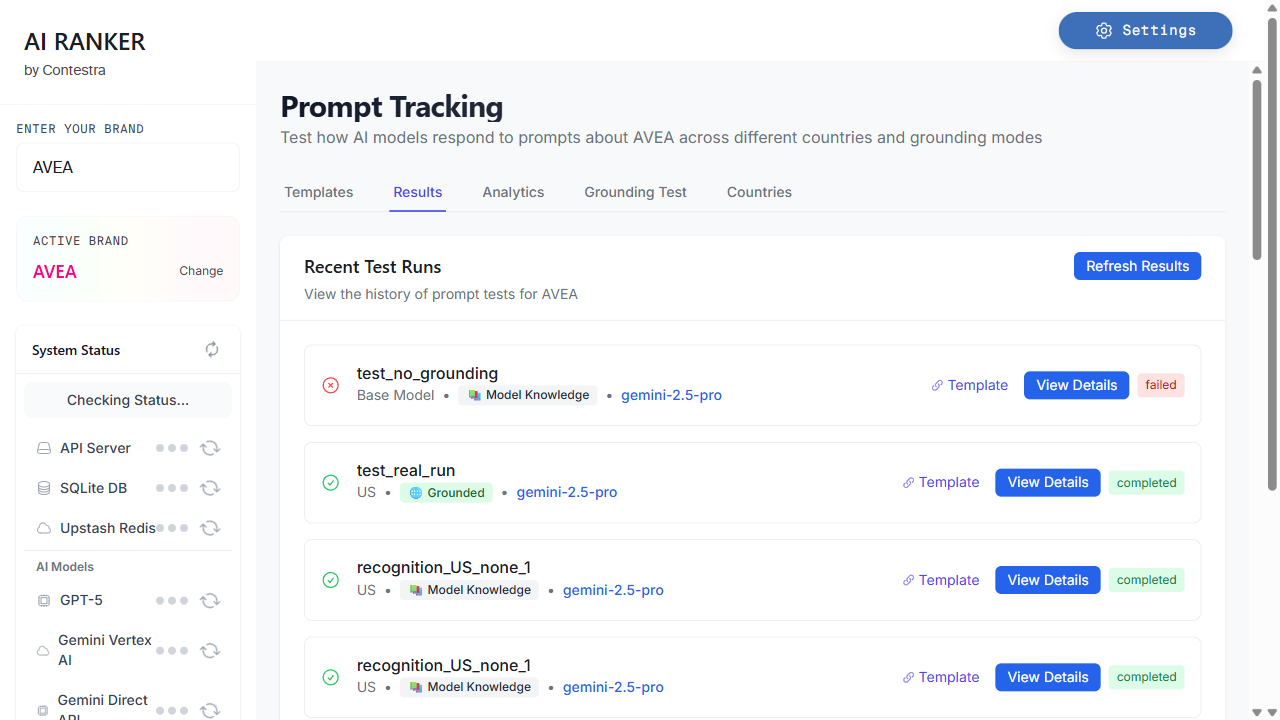 AI RANKER
by Contestra
Settings
ENTER YOUR BRAND
AVEA
ACTIVE BRAND
AVEA
Change
System Status
Checking Status...
API Server
SQLite DB
Upstash Redis
AI Models
GPT-5
Gemini Vertex
AI
Gemini Direct
API
Prompt Tracking
Test how AI models respond to prompts about AVEA across different countries and grounding modes
Templates Results Analytics Grounding Test Countries
Recent Test Runs
Refresh Results
View the history of prompt tests for AVEA
test_no_grounding
Base Model • Model Knowledge • gemini-2.5-pro
Template View Details failed
test_real_run
US • Grounded • gemini-2.5-pro
Template View Details completed
recognition_US_none_1
US • Model Knowledge • gemini-2.5-pro
Template View Details completed
recognition_US_none_1
US • Model Knowledge • gemini-2.5-pro
Template View Details completed